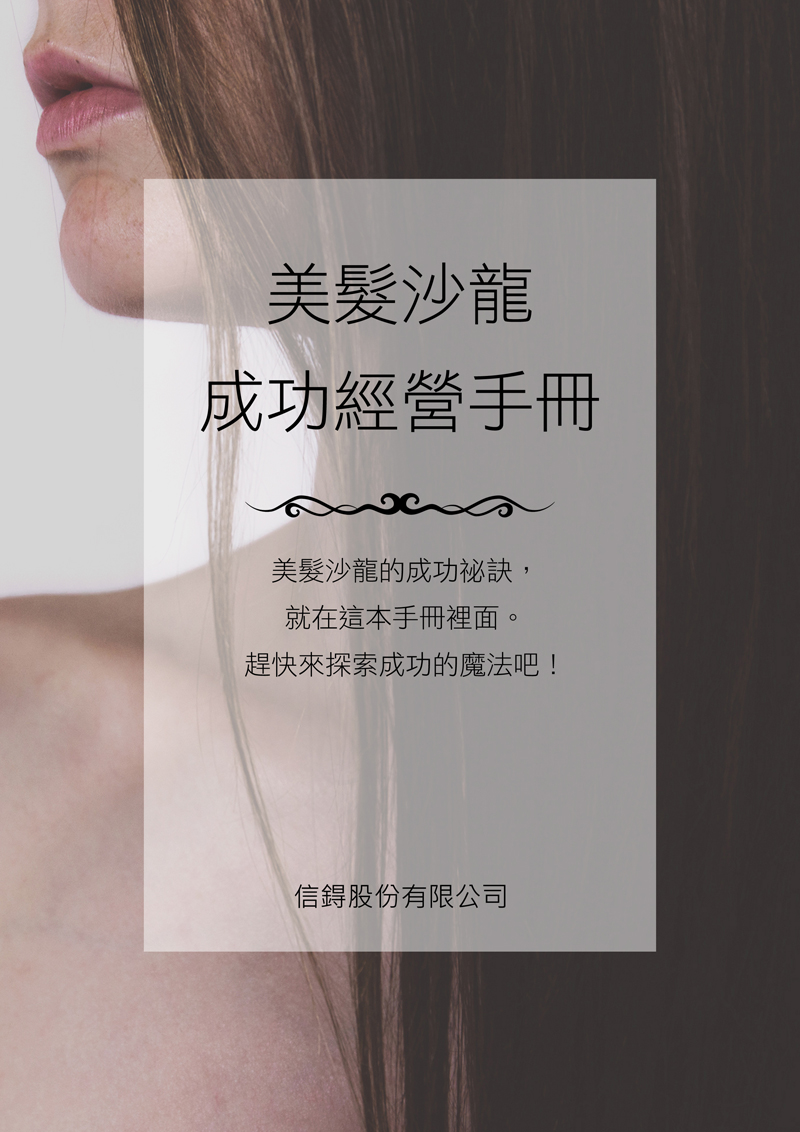 美髮沙龍
成功經營手冊
美髮沙龍的成功祕訣，
就在這本手冊裡面。
趕快來探索成功的魔法吧！
信鍀股份有限公司